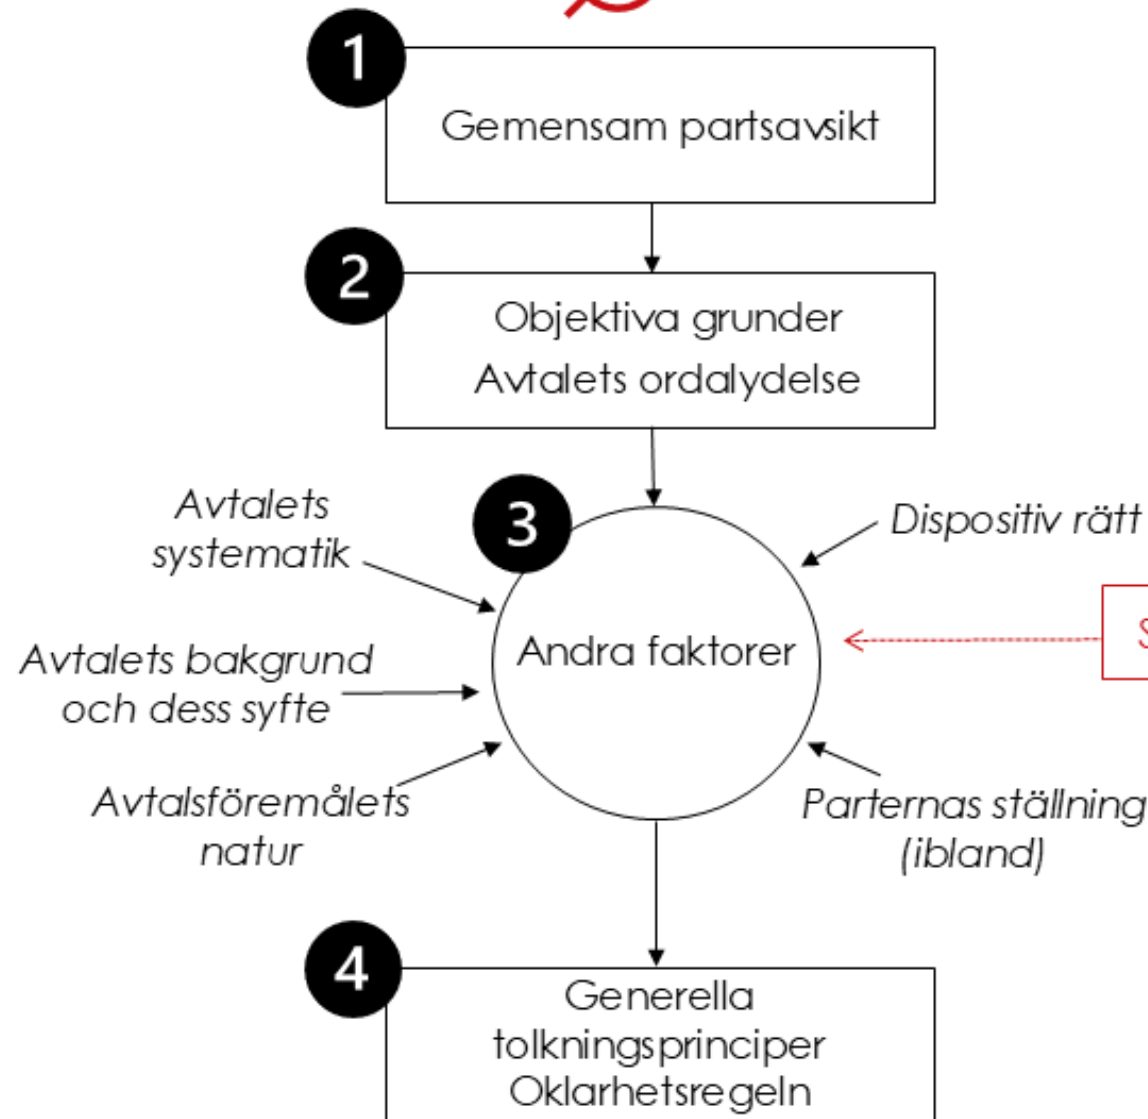 1
Gemensam partsavsikt
2
Objektiva grunder
Avtalets ordalydelse
Avtalets
systematik
3
Dispositiv rätt
Andra faktorer
Avtalets bakgrund
och dess syfte
Avtalsföremålets
natur
Parternas ställning
(ibland)
4
Generella
tolkningsprinciper
Oklarhetsregeln